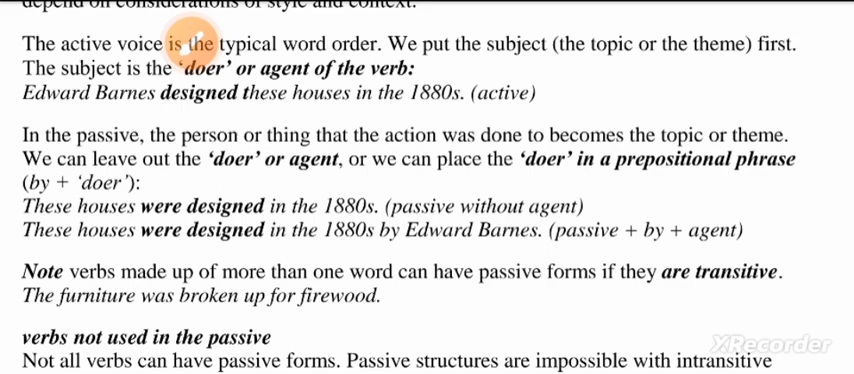 depend on considerations of style and context.
The active voice is the typical word order. We put the subject (the topic or the theme) first.
The subject is the ‘doer’ or agent of the verb:
Edward Barnes designed these houses in the 1880s. (active)
In the passive, the person or thing that the action was done to becomes the topic or theme.
We can leave out the ‘doer’ or agent, or we can place the ‘doer’ in a prepositional phrase
(by + ‘doer’):
These houses were designed in the 1880s. (passive without agent)
These houses were designed in the 1880s by Edward Barnes. (passive + by + agent)
Note verbs made up of more than one word can have passive forms if they are transitive.
The furniture was broken up for firewood.
verbs not used in the passive
XRecorder
Not all verbs can have passive forms. Passive structures are impossible with intransitive